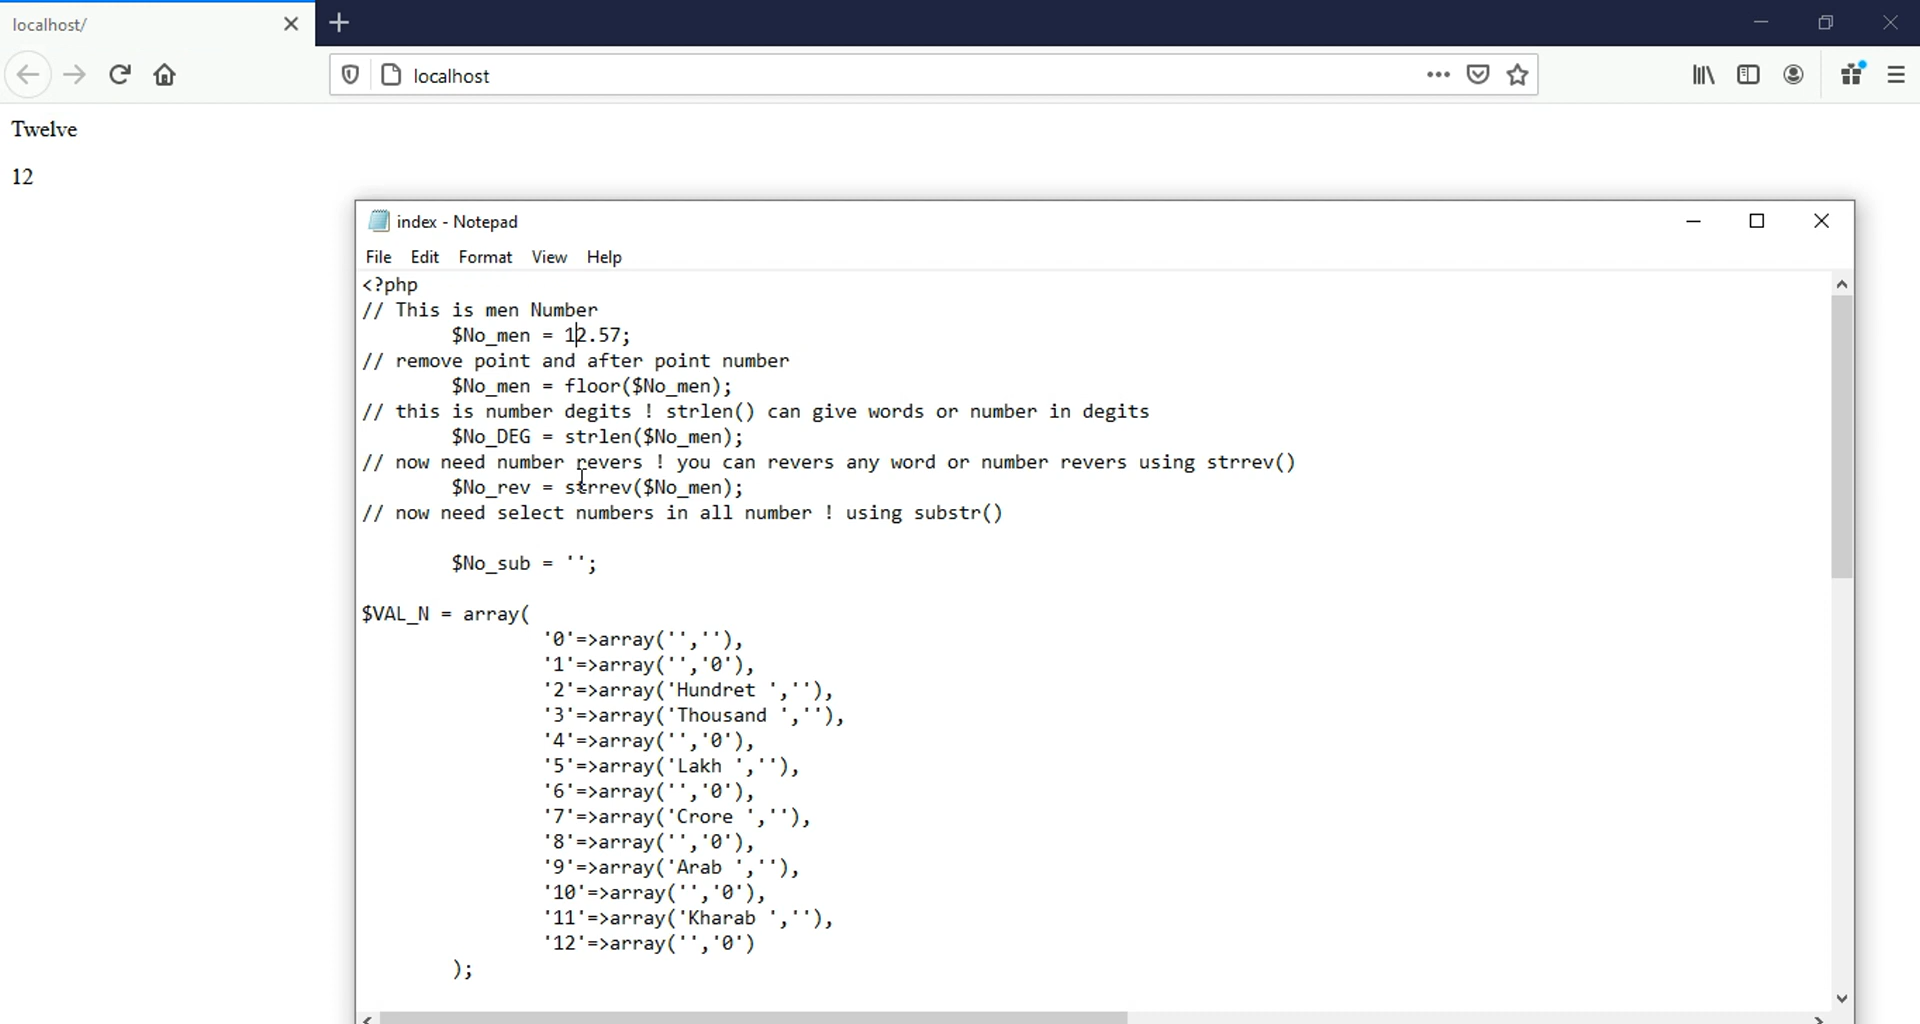 localhost/
localhost
Twelve
12
index - Notepad
File Edit Format View Help
<?php
// This is men Number
$No_men = 12.57;
// remove point and after point number
$No_men = floor($No_men);
// this is number degits ! strlen() can give words or number in degits
$No_DEG = strlen($No_men);
// now need number revers ! you can revers any word or number revers using strrev()
$No_rev = strrev($No_men);
// now need select numbers in all number ! using substr()
$No_sub = '';
$VAL_N = array(
'0'=>array('',''),
'1'=>array('','0'),
'2'=>array('Hundret ',''),
'3'=>array('Thousand ',''),
'4'=>array('','0'),
'5'=>array('Lakh ',''),
'6'=>array('','0'),
'7'=>array('Crore ',''),
'8'=>array('','0'),
'9'=>array('Arab ',''),
'10'=>array('','0'),
'11'=>array('Kharab ',''),
'12'=>array('','0')
);